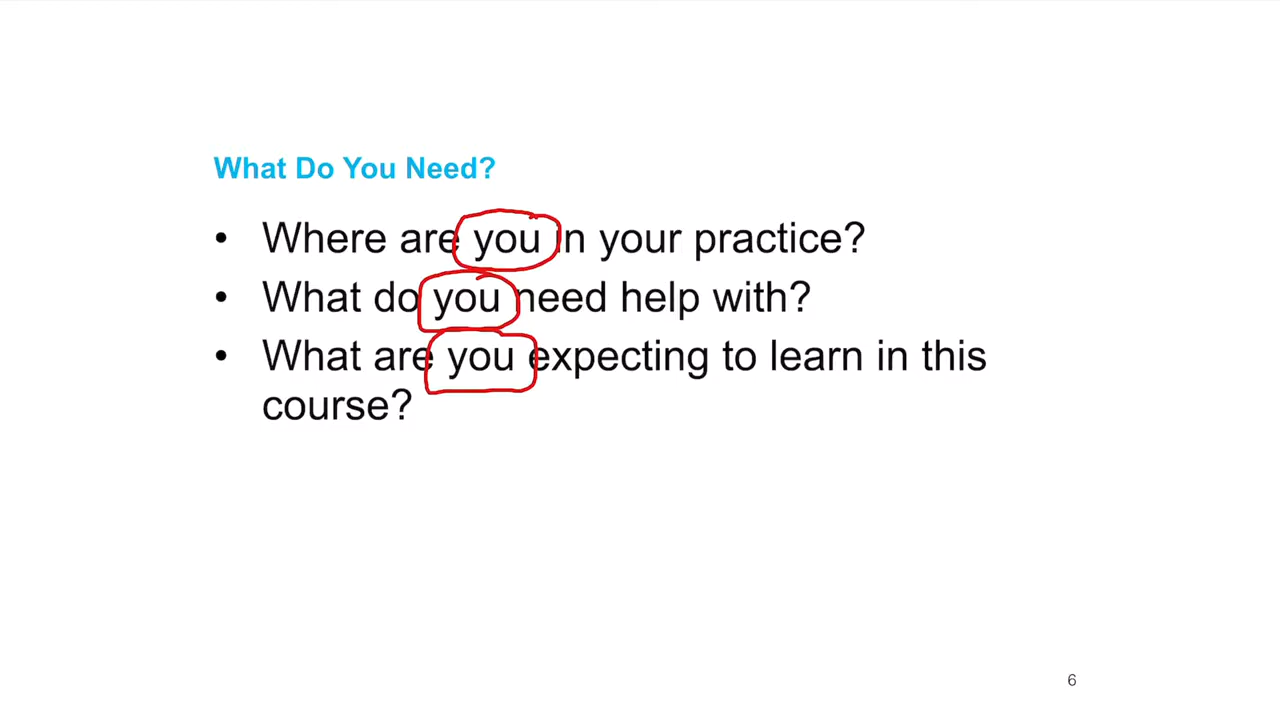 What Do You Need?
• Where are you in your practice?
• What do you need help with?
• What are you expecting to learn in this
course?
6